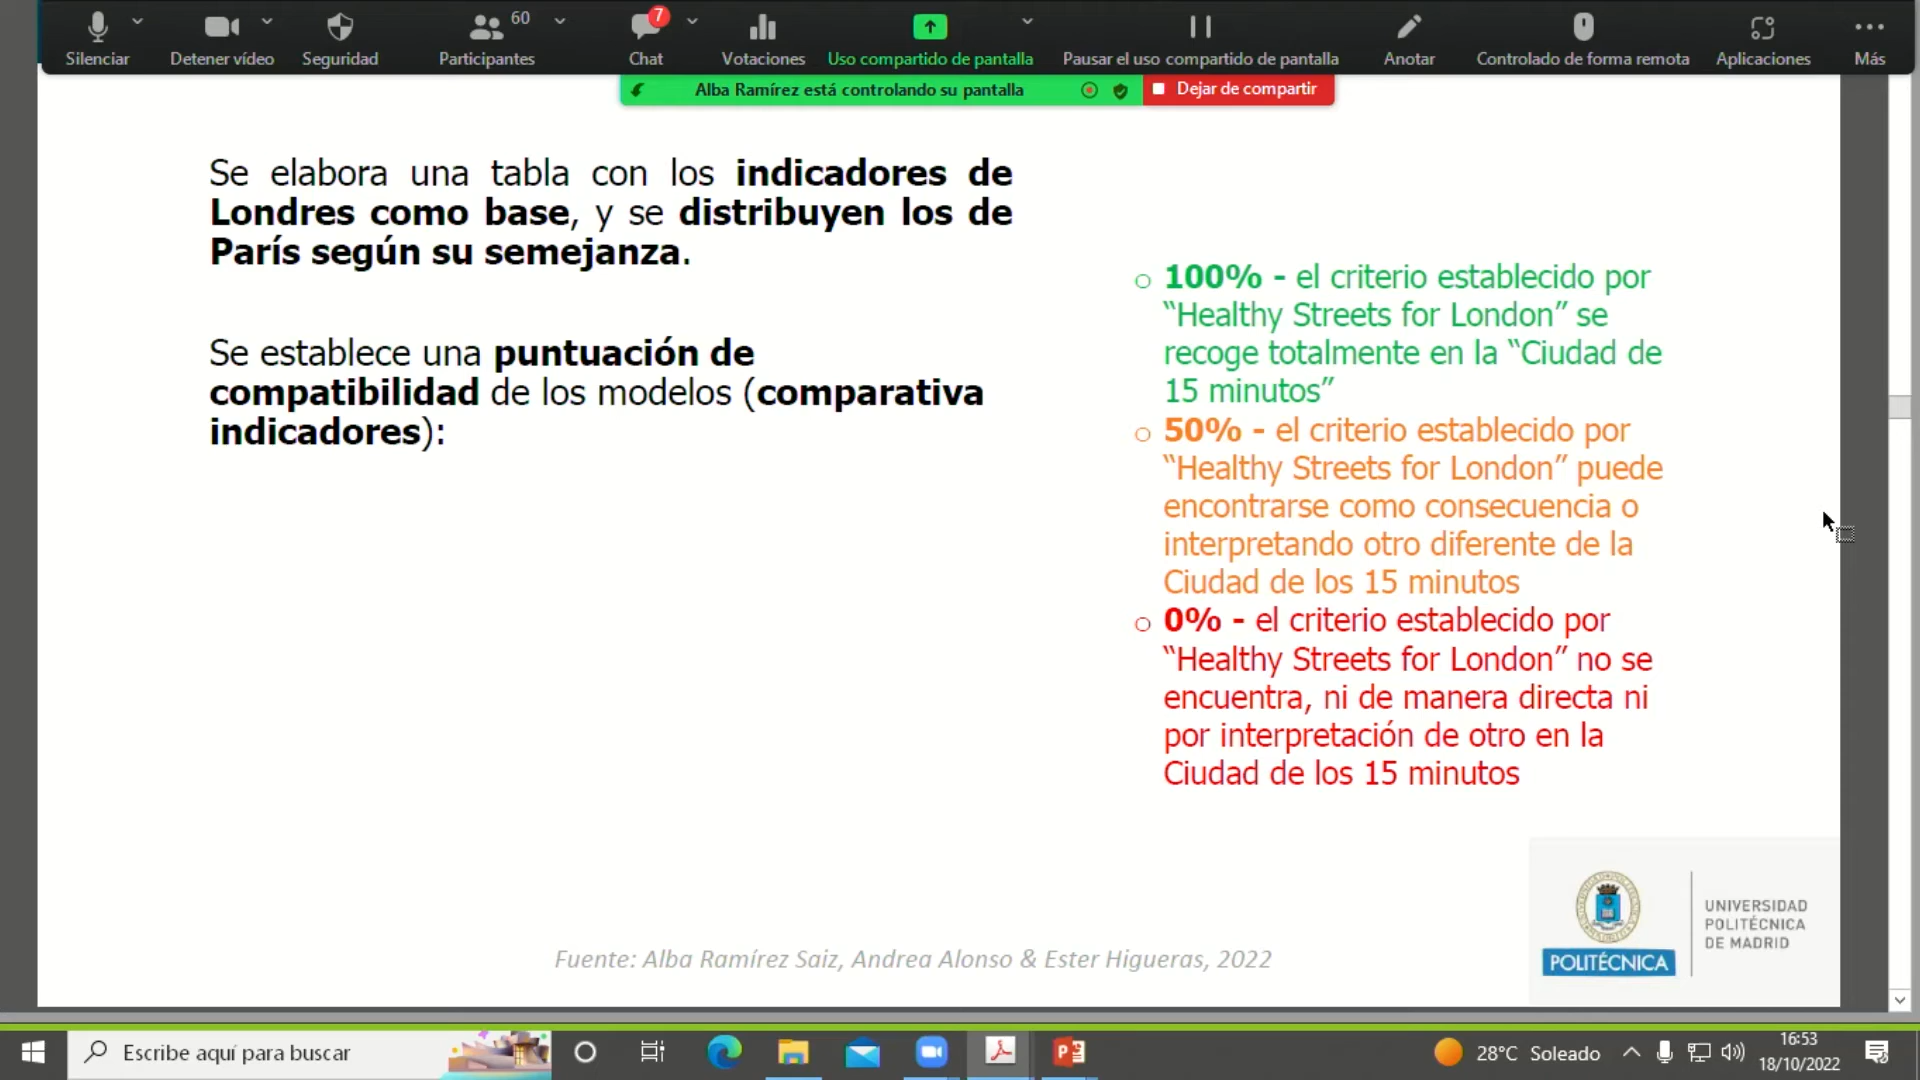 Silenciar
Detener vídeo
Seguridad
60
Participantes
7
Chat
Votaciones
Uso compartido de pantalla
Pausar el uso compartido de pantalla
Anotar
Controlado de forma remota
Aplicaciones
Más
Alba Ramírez está controlando su pantalla
Dejar de compartir
Se elabora una tabla con los indicadores de
Londres como base, y se distribuyen los de
París según su semejanza.
Se establece una puntuación de
compatibilidad de los modelos (comparativa
indicadores):
100% - el criterio establecido por
“Healthy Streets for London” se
recoge totalmente en la “Ciudad de
15 minutos”
50% - el criterio establecido por
“Healthy Streets for London” puede
encontrarse como consecuencia o
interpretando otro diferente de la
Ciudad de los 15 minutos
0% - el criterio establecido por
“Healthy Streets for London” no se
encuentra, ni de manera directa ni
por interpretación de otro en la
Ciudad de los 15 minutos
POLITÉCNICA
UNIVERSIDAD
POLITÉCNICA
DE MADRID
Fuente: Alba Ramírez Saiz, Andrea Alonso & Ester Higueras, 2022
Escribe aquí para buscar
28°C Soleado
16:53
18/10/2022